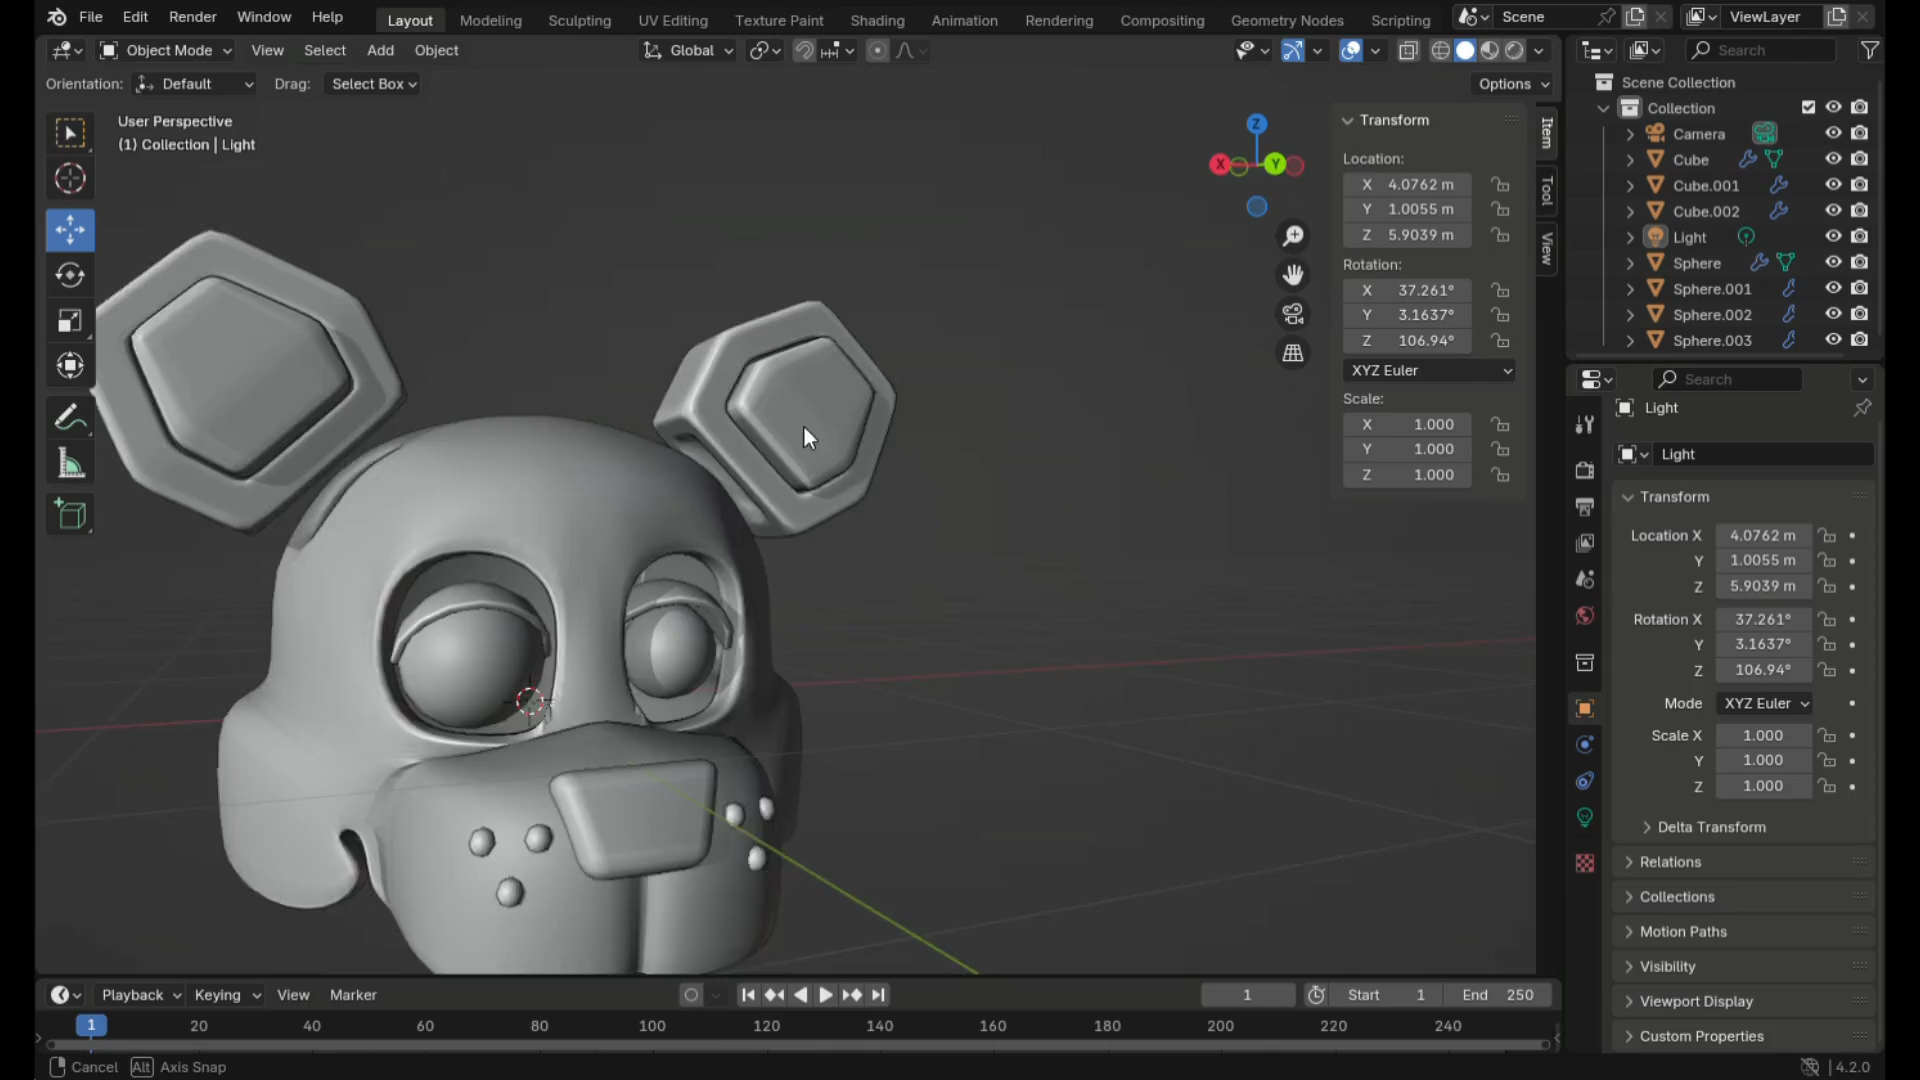 File Edit Render Window Help Layout Modeling Sculpting UV Editing Texture Paint Shading Animation Rendering Compositing Geometry Nodes Scripting Scene ViewLayer
Object Mode View Select Add Object Global Search
Orientation: Default Drag: Select Box Options
User Perspective
(1) Collection | Light
Z
X
Y
Transform
Location:
X 4.0762 m
Y 1.0055 m
Z 5.9039 m
Rotation:
X 37.261°
Y 3.1637°
Z 106.94°
XYZ Euler
Scale:
X 1.000
Y 1.000
Z 1.000
Item
Tool
View
Scene Collection
Collection
Camera
Cube
Cube.001
Cube.002
Light
Sphere
Sphere.001
Sphere.002
Sphere.003
Search
Light
Light
Transform
Location X 4.0762 m
Y 1.0055 m
Z 5.9039 m
Rotation X 37.261°
Y 3.1637°
Z 106.94°
Mode XYZ Euler
Scale X 1.000
Y 1.000
Z 1.000
Delta Transform
Relations
Collections
Motion Paths
Visibility
Viewport Display
Custom Properties
Playback Keying View Marker 1 Start 1 End 250
1 20 40 60 80 100 120 140 160 180 200 220 240
Cancel Alt Axis Snap 4.2.0